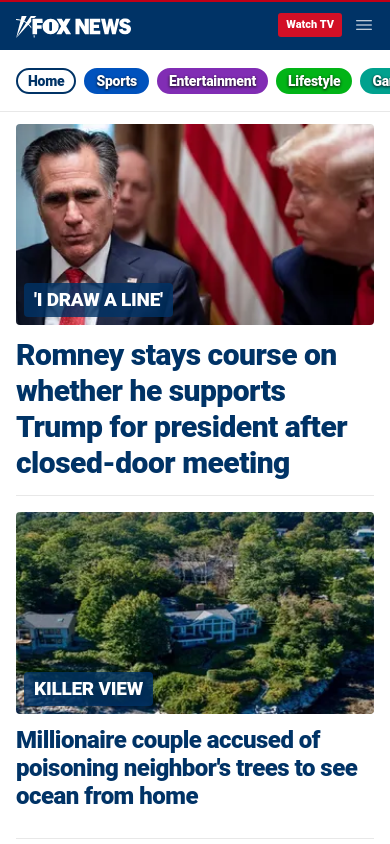 FOX NEWS
Watch TV
Home
Sports
Entertainment
Lifestyle
'I DRAW A LINE'
Romney stays course on
whether he supports
Trump for president after
closed-door meeting
KILLER VIEW
Millionaire couple accused of
poisoning neighbor's trees to see
ocean from home